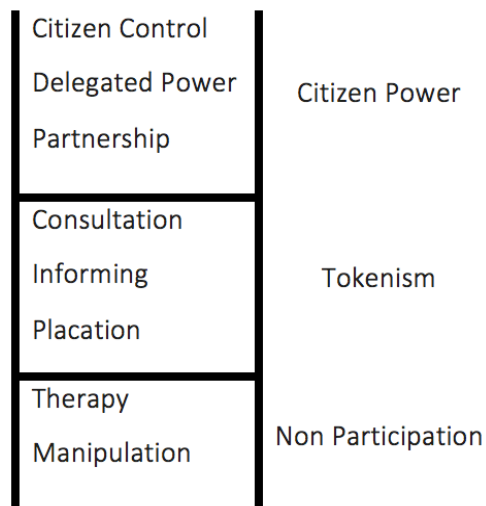 Citizen Control
Delegated Power
Partnership
Citizen Power
Consultation
Informing
Placation
Tokenism
Therapy
Manipulation
Non Participation